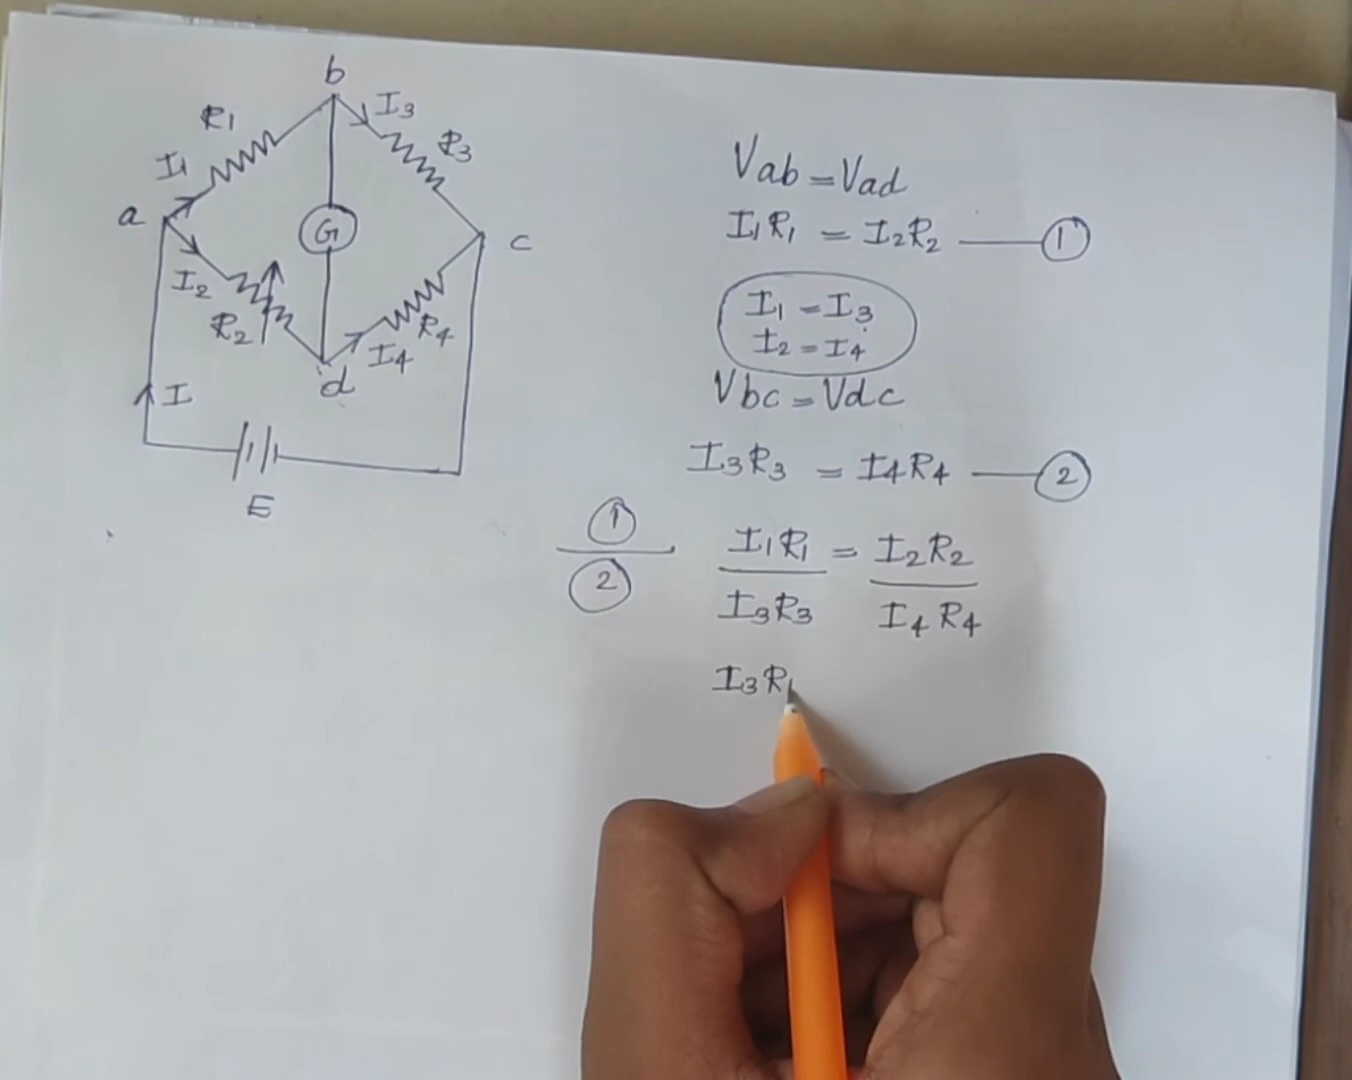 b
I3
R1
R3
I1
a
G
c
I2
R2
R4
I4
d
I
E
Vab = Vad
I1R1 = I2R2 —— ①
I1 = I3
I2 = I4
Vbc = Vdc
I3R3 = I4R4 —— ②
①
②
I1R1 = I2R2
I3R3 I4R4
I3R1